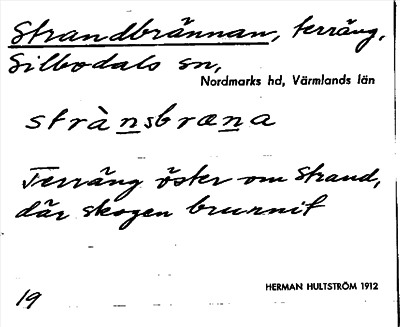 Strandbrännan, terräng,
Silbodals sn,
Nordmarks hd, Värmlands län
strànsbræna
Terräng öster om Strand,
där skogen brunnit
HERMAN HULTSTRÖM 1912
19